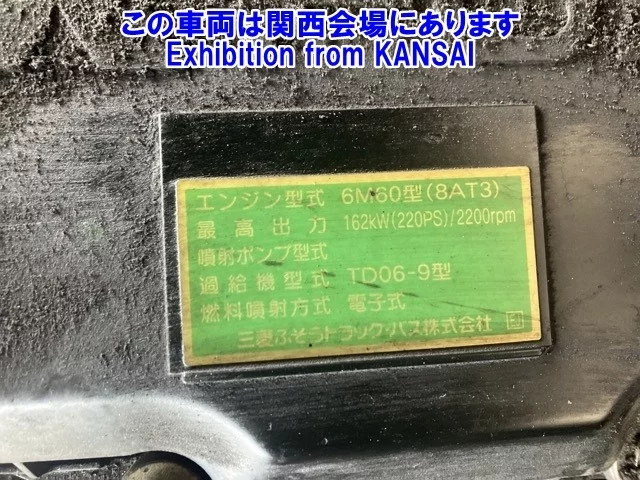 この車両は関西会場にあります
Exhibition from KANSAI
エンジン型式 6M60型(8AT3)
最高出力 162kW(220PS)/2200rpm
噴射ポンプ型式
過給機型式 TD06-9型
燃料噴射方式 電子式
三菱ふそうトラック・バス株式会社